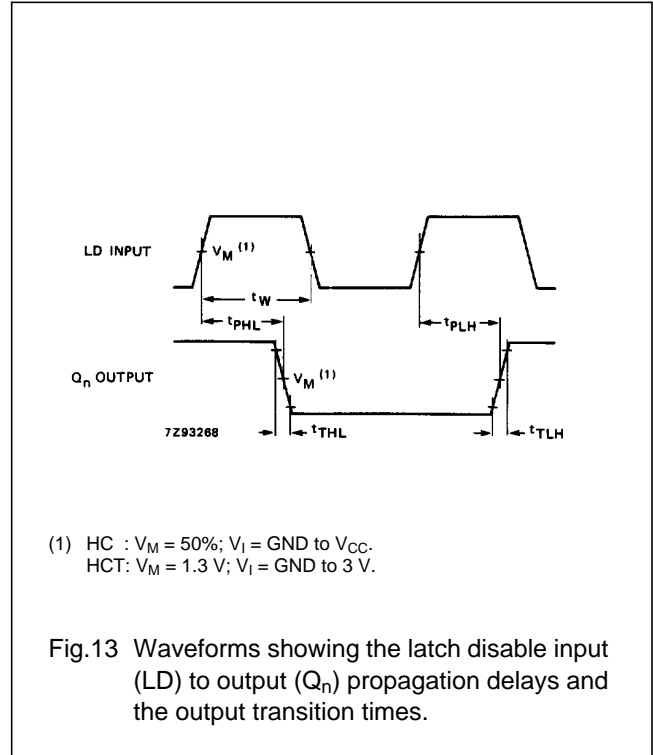 LD INPUT
V_M (1)
t_W
t_PHL
t_PLH
Q_n OUTPUT
V_M (1)
7Z93268
t_THL
t_TLH
(1) HC : V_M = 50%; V_I = GND to V_CC.
HCT: V_M = 1.3 V; V_I = GND to 3 V.
Fig.13 Waveforms showing the latch disable input
(LD) to output (Q_n) propagation delays and
the output transition times.